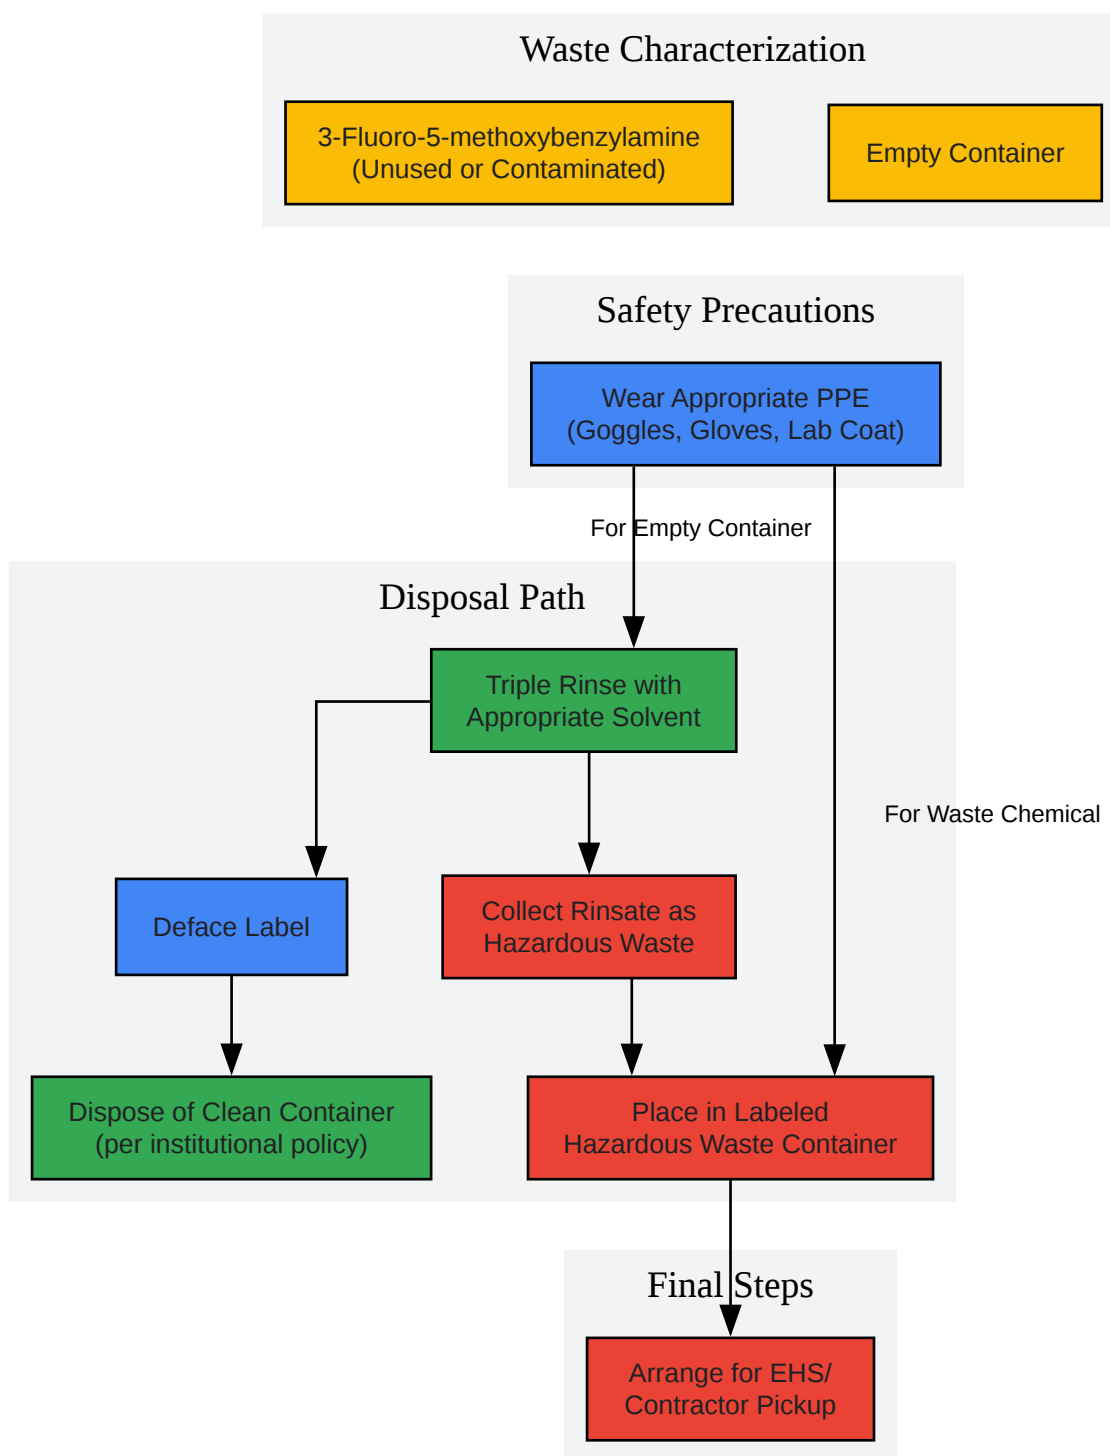 Waste Characterization
3-Fluoro-5-methoxybenzylamine
(Unused or Contaminated)
Empty Container
Safety Precautions
Wear Appropriate PPE
(Goggles, Gloves, Lab Coat)
For Empty Container
Disposal Path
Triple Rinse with
Appropriate Solvent
For Waste Chemical
Deface Label
Collect Rinsate as
Hazardous Waste
Dispose of Clean Container
(per institutional policy)
Place in Labeled
Hazardous Waste Container
Final Steps
Arrange for EHS/
Contractor Pickup